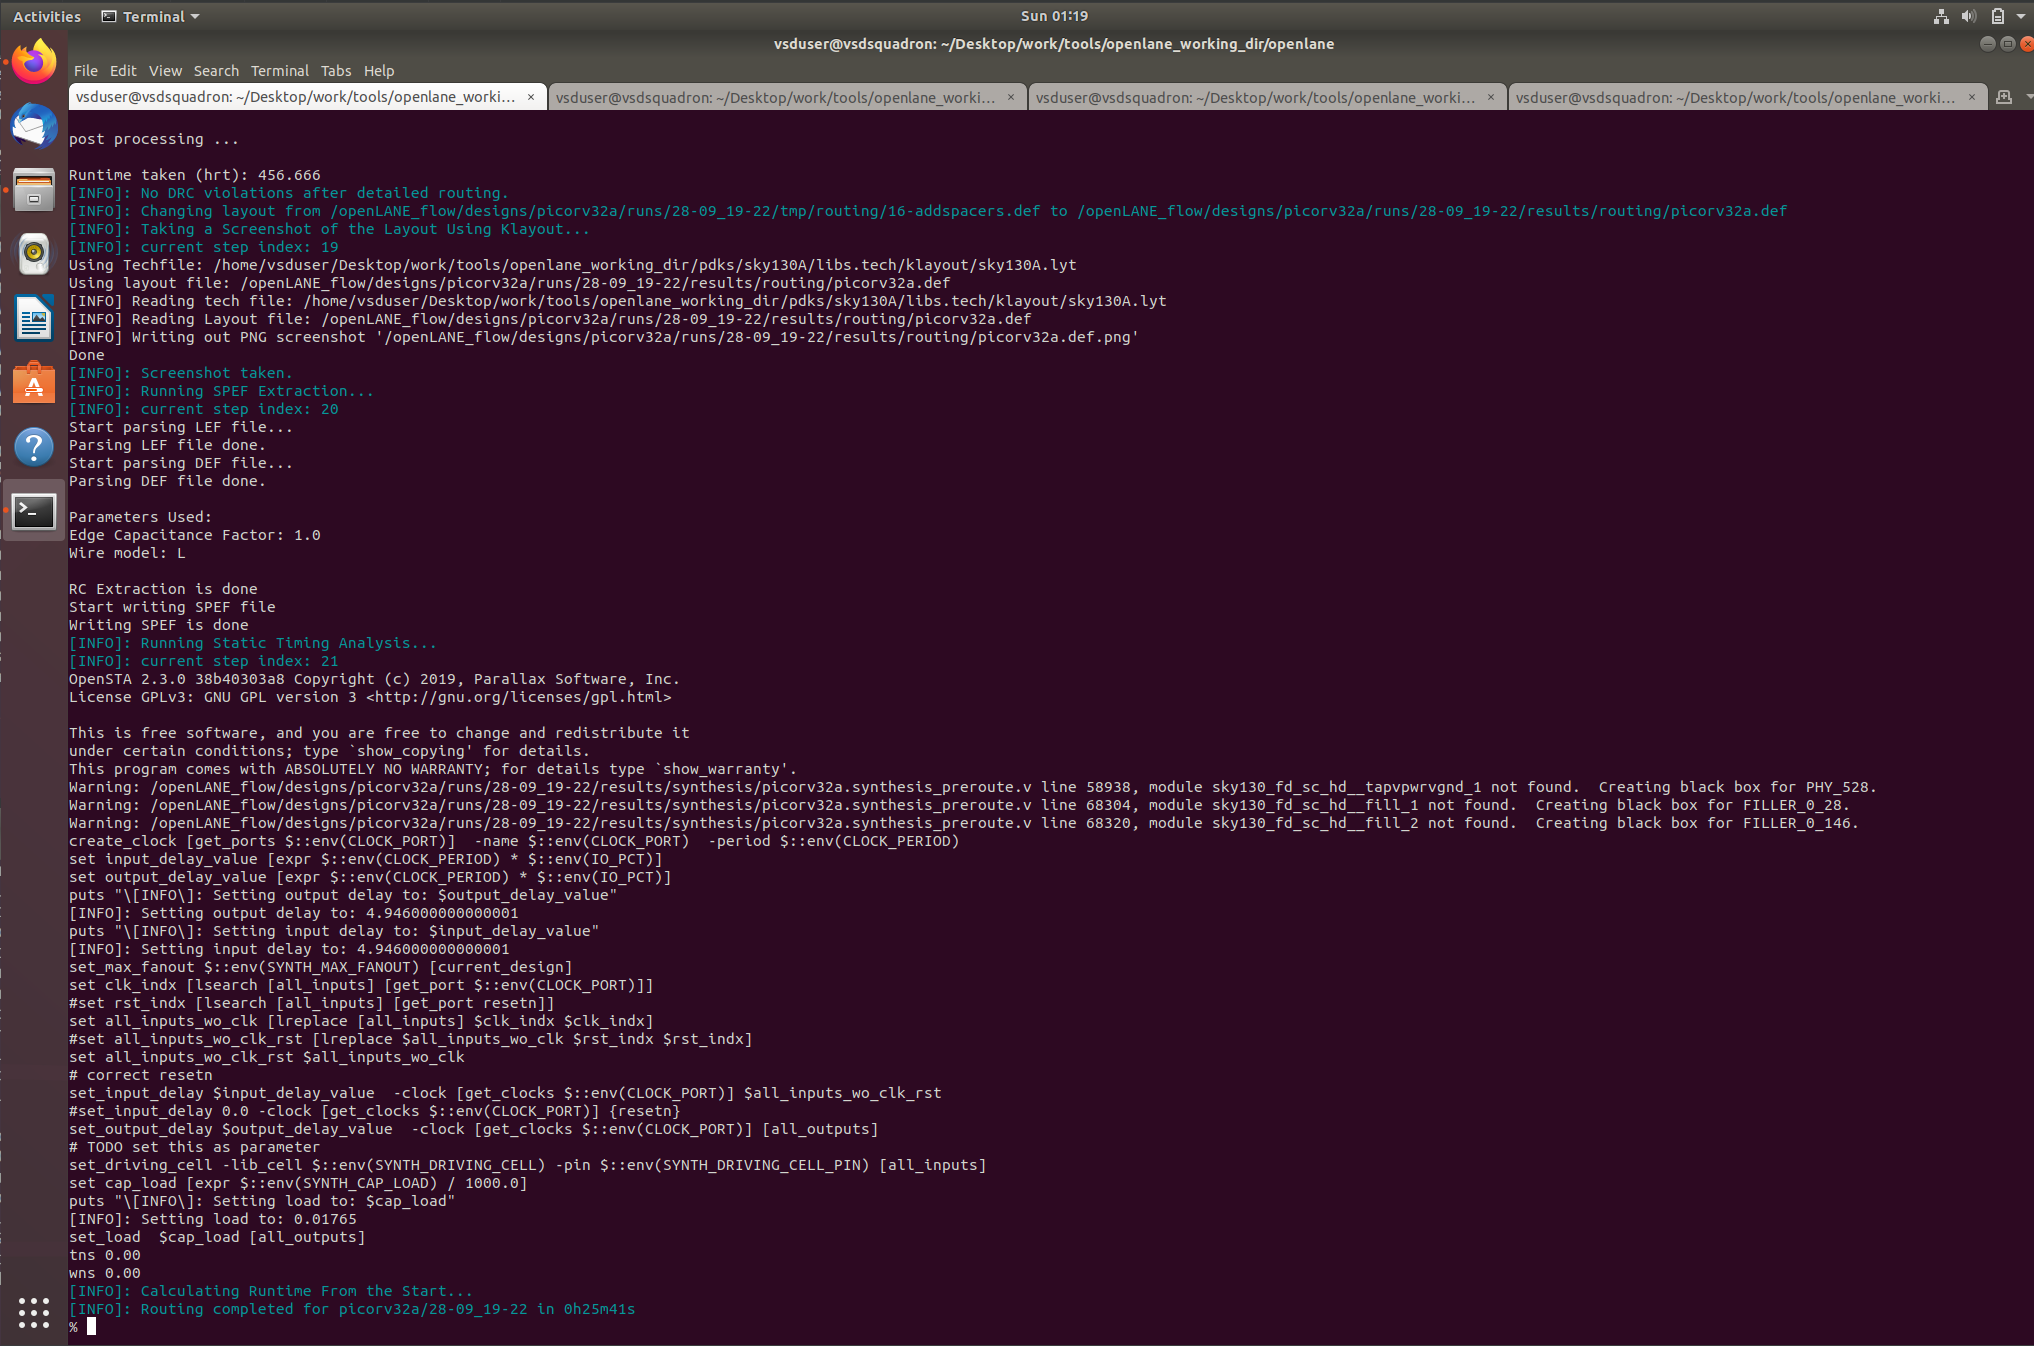 Activities Terminal Sun 01:19
vsduser@vsdsquadron: ~/Desktop/work/tools/openlane_working_dir/openlane
File Edit View Search Terminal Tabs Help
vsduser@vsdsquadron: ~/Desktop/work/tools/openlane_worki... × vsduser@vsdsquadron: ~/Desktop/work/tools/openlane_worki... × vsduser@vsdsquadron: ~/Desktop/work/tools/openlane_worki... × vsduser@vsdsquadron: ~/Desktop/work/tools/openlane_worki... ×
post processing ...
Runtime taken (hrt): 456.666
[INFO]: No DRC violations after detailed routing.
[INFO]: Changing layout from /openLANE_flow/designs/picorv32a/runs/28-09_19-22/tmp/routing/16-addspacers.def to /openLANE_flow/designs/picorv32a/runs/28-09_19-22/results/routing/picorv32a.def
[INFO]: Taking a Screenshot of the Layout Using Klayout...
[INFO]: current step index: 19
Using Techfile: /home/vsduser/Desktop/work/tools/openlane_working_dir/pdks/sky130A/libs.tech/klayout/sky130A.lyt
Using layout file: /openLANE_flow/designs/picorv32a/runs/28-09_19-22/results/routing/picorv32a.def
[INFO] Reading tech file: /home/vsduser/Desktop/work/tools/openlane_working_dir/pdks/sky130A/libs.tech/klayout/sky130A.lyt
[INFO] Reading Layout file: /openLANE_flow/designs/picorv32a/runs/28-09_19-22/results/routing/picorv32a.def
[INFO] Writing out PNG screenshot '/openLANE_flow/designs/picorv32a/runs/28-09_19-22/results/routing/picorv32a.def.png'
Done
[INFO]: Screenshot taken.
[INFO]: Running SPEF Extraction...
[INFO]: current step index: 20
Start parsing LEF file...
Parsing LEF file done.
Start parsing DEF file...
Parsing DEF file done.
Parameters Used:
Edge Capacitance Factor: 1.0
Wire model: L
RC Extraction is done
Start writing SPEF file
Writing SPEF is done
[INFO]: Running Static Timing Analysis...
[INFO]: current step index: 21
OpenSTA 2.3.0 38b40303a8 Copyright (c) 2019, Parallax Software, Inc.
License GPLv3: GNU GPL version 3 <http://gnu.org/licenses/gpl.html>
This is free software, and you are free to change and redistribute it
under certain conditions; type `show_copying' for details.
This program comes with ABSOLUTELY NO WARRANTY; for details type `show_warranty'.
Warning: /openLANE_flow/designs/picorv32a/runs/28-09_19-22/results/synthesis/picorv32a.synthesis_preroute.v line 58938, module sky130_fd_sc_hd__tapvpwrvgnd_1 not found.  Creating black box for PHY_528.
Warning: /openLANE_flow/designs/picorv32a/runs/28-09_19-22/results/synthesis/picorv32a.synthesis_preroute.v line 68304, module sky130_fd_sc_hd__fill_1 not found.  Creating black box for FILLER_0_28.
Warning: /openLANE_flow/designs/picorv32a/runs/28-09_19-22/results/synthesis/picorv32a.synthesis_preroute.v line 68320, module sky130_fd_sc_hd__fill_2 not found.  Creating black box for FILLER_0_146.
create_clock [get_ports $::env(CLOCK_PORT)]  -name $::env(CLOCK_PORT)  -period $::env(CLOCK_PERIOD)
set input_delay_value [expr $::env(CLOCK_PERIOD) * $::env(IO_PCT)]
set output_delay_value [expr $::env(CLOCK_PERIOD) * $::env(IO_PCT)]
puts "\[INFO\]: Setting output delay to: $output_delay_value"
[INFO]: Setting output delay to: 4.946000000000001
puts "\[INFO\]: Setting input delay to: $input_delay_value"
[INFO]: Setting input delay to: 4.946000000000001
set_max_fanout $::env(SYNTH_MAX_FANOUT) [current_design]
set clk_indx [lsearch [all_inputs] [get_port $::env(CLOCK_PORT)]]
#set rst_indx [lsearch [all_inputs] [get_port resetn]]
set all_inputs_wo_clk [lreplace [all_inputs] $clk_indx $clk_indx]
#set all_inputs_wo_clk_rst [lreplace $all_inputs_wo_clk $rst_indx $rst_indx]
set all_inputs_wo_clk_rst $all_inputs_wo_clk
# correct resetn
set_input_delay $input_delay_value  -clock [get_clocks $::env(CLOCK_PORT)] $all_inputs_wo_clk_rst
#set_input_delay 0.0 -clock [get_clocks $::env(CLOCK_PORT)] {resetn}
set_output_delay $output_delay_value  -clock [get_clocks $::env(CLOCK_PORT)] [all_outputs]
# TODO set this as parameter
set_driving_cell -lib_cell $::env(SYNTH_DRIVING_CELL) -pin $::env(SYNTH_DRIVING_CELL_PIN) [all_inputs]
set cap_load [expr $::env(SYNTH_CAP_LOAD) / 1000.0]
puts "\[INFO\]: Setting load to: $cap_load"
[INFO]: Setting load to: 0.01765
set_load  $cap_load [all_outputs]
tns 0.00
wns 0.00
[INFO]: Calculating Runtime From the Start...
[INFO]: Routing completed for picorv32a/28-09_19-22 in 0h25m41s
%